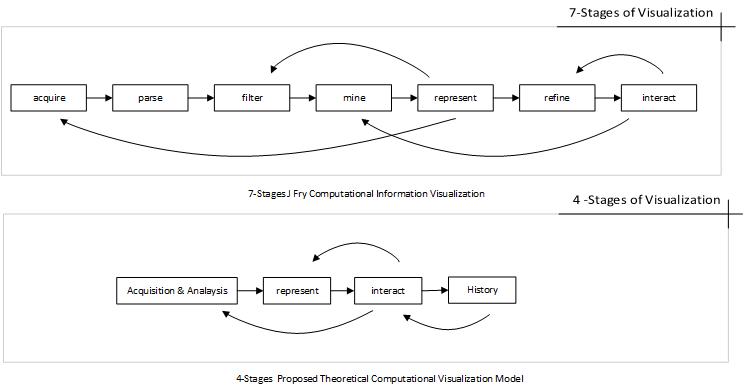 7-Stages of Visualization
acquire
parse
filter
mine
represent
refine
interact
7-Stages J Fry Computational Information Visualization
4 -Stages of Visualization
Acquisition & Analaysis
represent
interact
History
4-Stages Proposed Theoretical Computational Visualization Model